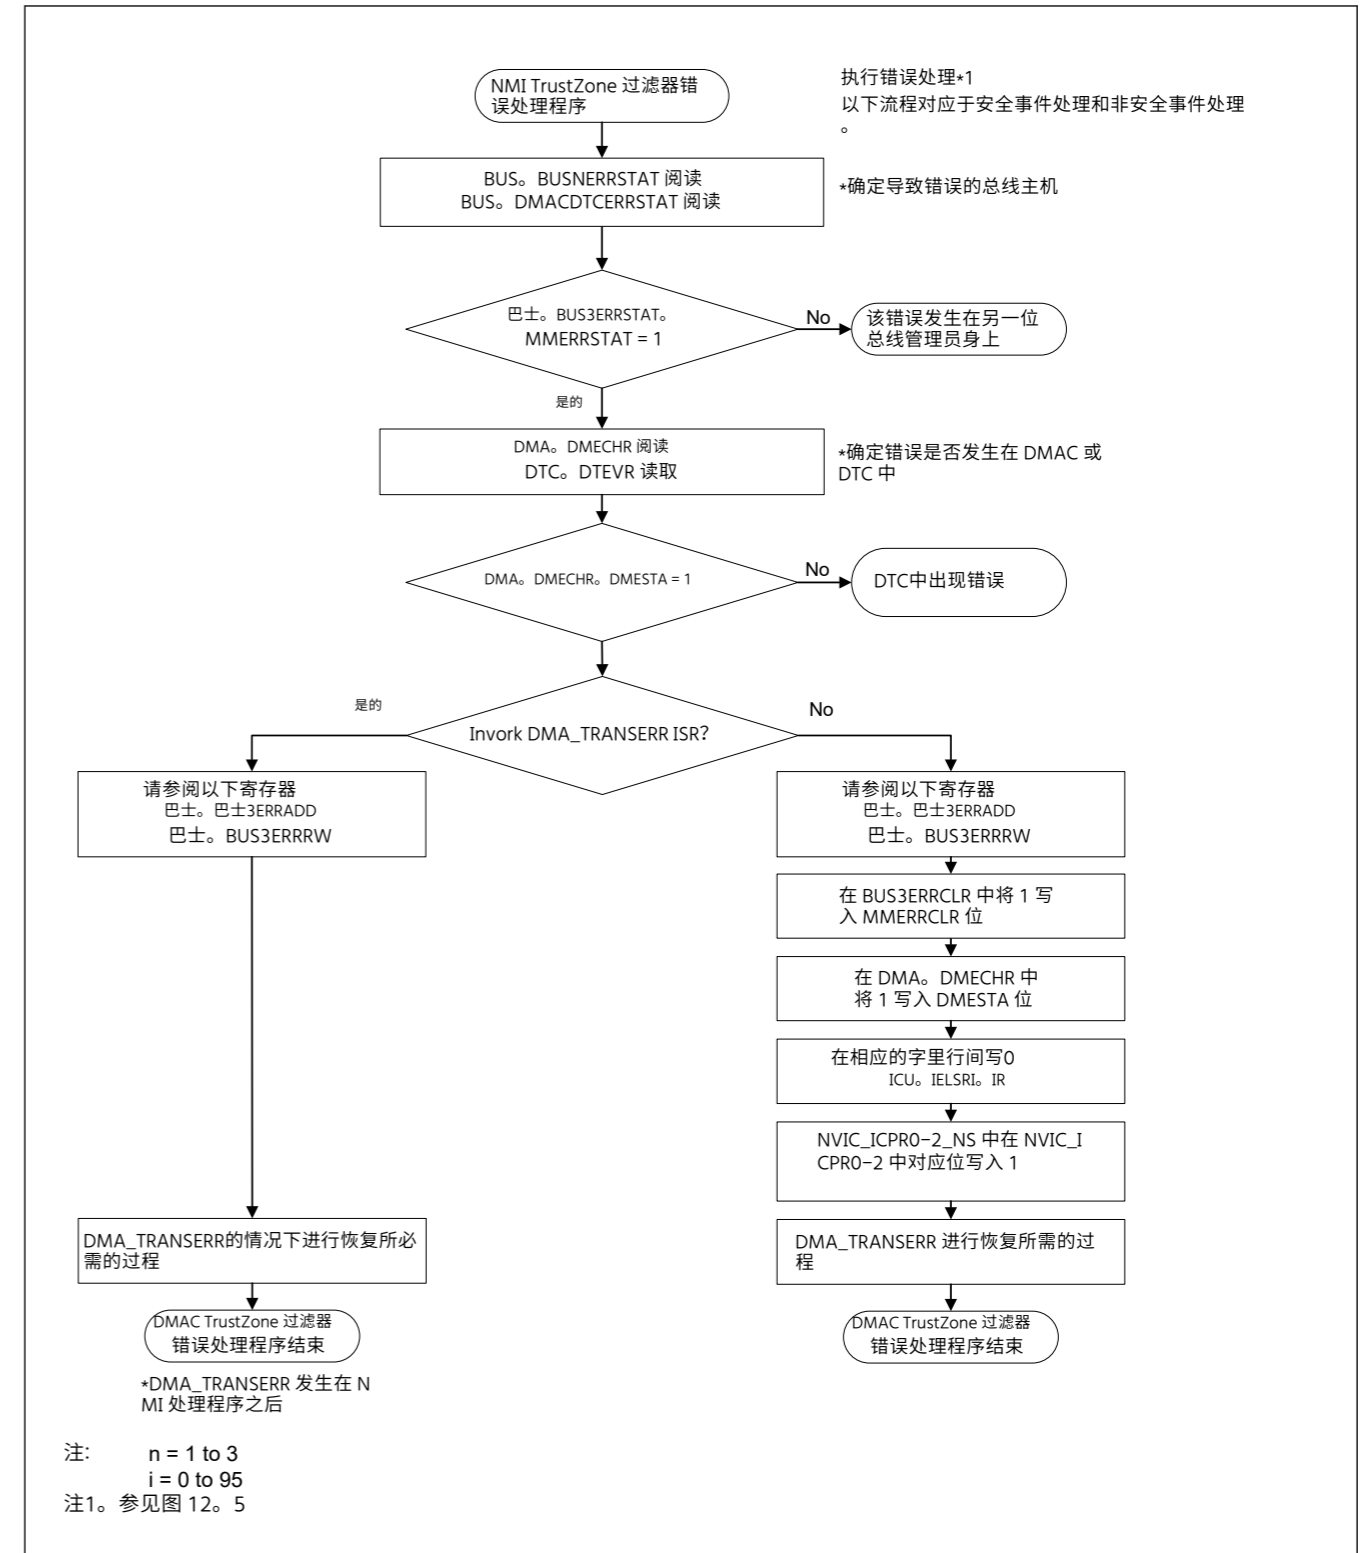 NMI TrustZone 过滤器错
误处理程序
执行错误处理*1
以下流程对应于安全事件处理和非安全事件处理
。
BUS。BUSNERRSTAT 阅读
BUS。DMACDTCERRSTAT 阅读
*确定导致错误的总线主机
巴士。BUS3ERRSTAT。
MMERRSTAT = 1
No
该错误发生在另一位
总线管理员身上
是的
DMA。DMECHR 阅读
DTC。DTEVR 读取
*确定错误是否发生在 DMAC 或
DTC 中
DMA。DMECHR。DMESTA = 1
No
DTC中出现错误
是的
Invork DMA_TRANSERR ISR?
No
请参阅以下寄存器
巴士。巴士3ERRADD
巴士。BUS3ERRRW
请参阅以下寄存器
巴士。巴士3ERRADD
巴士。BUS3ERRRW
在 BUS3ERRCLR 中将 1 写
入 MMERRCLR 位
在 DMA。DMECHR 中
将 1 写入 DMESTA 位
在相应的字里行间写0
ICU。IELSRI。IR
NVIC_ICPR0–2_NS 中在 NVIC_I
CPR0–2 中对应位写入 1
DMA_TRANSERR的情况下进行恢复所必
需的过程
DMA_TRANSERR 进行恢复所需的过
程
DMAC TrustZone 过滤器
错误处理程序结束
DMAC TrustZone 过滤器
错误处理程序结束
*DMA_TRANSERR 发生在 N
MI 处理程序之后
注: n = 1 to 3
i = 0 to 95
注1。参见图 12。5